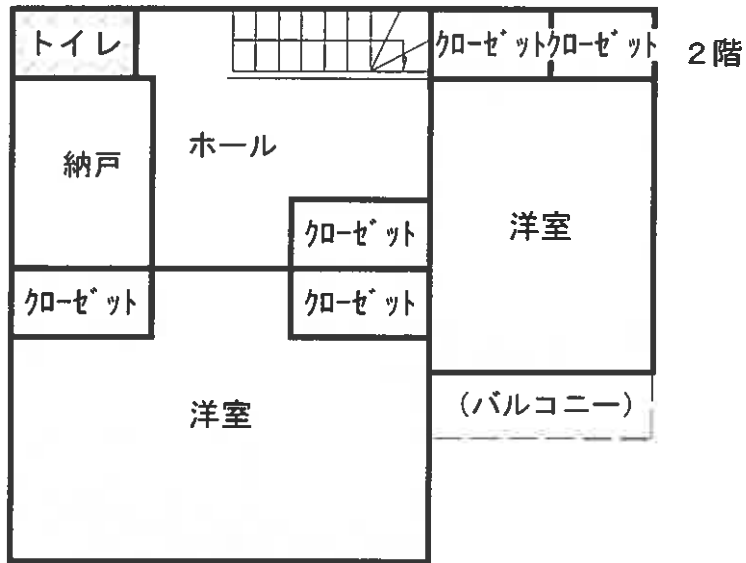 トイレ
クローゼット
クローゼット
2階
ホール
納戸
クローゼット
洋室
クローゼット
クローゼット
洋室
(バルコニー)